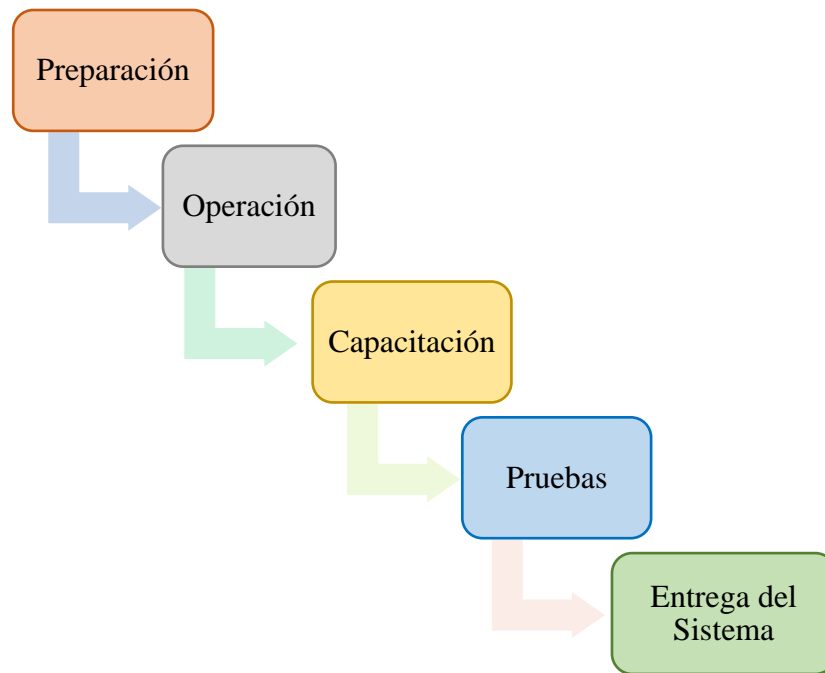 Preparación
Operación
Capacitación
Pruebas
Entrega del
Sistema